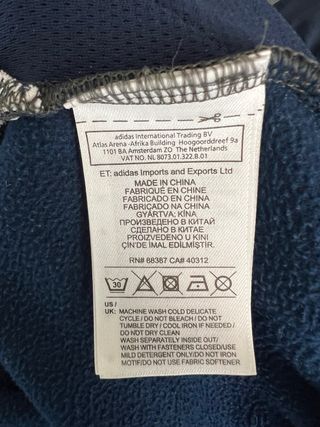 adidas International Trading BV
Atlas Arena -Afrika Building Hoogoorddreef 9a
1101 BA Amsterdam ZO The Netherlands
VAT NO. NL 8073.01.322.B.01
ET: adidas Imports and Exports Ltd
MADE IN CHINA
FABRIQUÉ EN CHINE
FABRICADO EN CHINA
FABRICADO NA CHINA
GYÁRTVA: KÍNA
ПРОИЗВЕДЕНО В КИТАЙ
СДЕЛАНО В КИТАЕ
PROIZVEDENO U KINI
ÇİN'DE İMAL EDİLMİŞTİR.
RN# 88387 CA# 40312
30
US /
UK: MACHINE WASH COLD DELICATE
CYCLE / DO NOT BLEACH / DO NOT
TUMBLE DRY / COOL IRON IF NEEDED /
DO NOT DRY CLEAN
WASH SEPARATELY INSIDE OUT/
WASH WITH FASTENERS CLOSED/USE
MILD DETERGENT ONLY/DO NOT IRON
MOTIF/DO NOT USE FABRIC SOFTENER